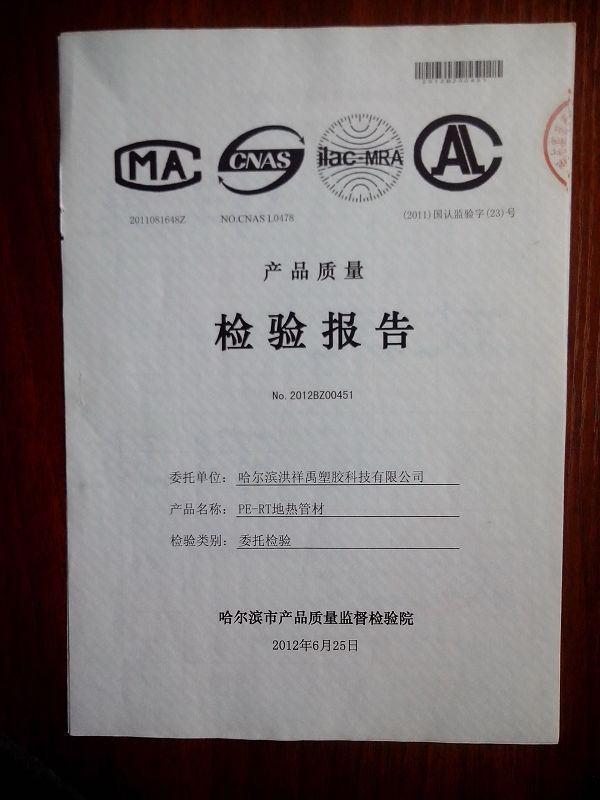 2012BZ00451
CMA
CNAS
ilac-MRA
CAL
2011081648Z
NO.CNAS L0478
(2011)国认监验字(23)号
产品质量
检验报告
No.2012BZ00451
委托单位：哈尔滨洪祥禹塑胶科技有限公司
产品名称：PE-RT地热管材
检验类别：委托检验
哈尔滨市产品质量监督检验院
2012年6月25日